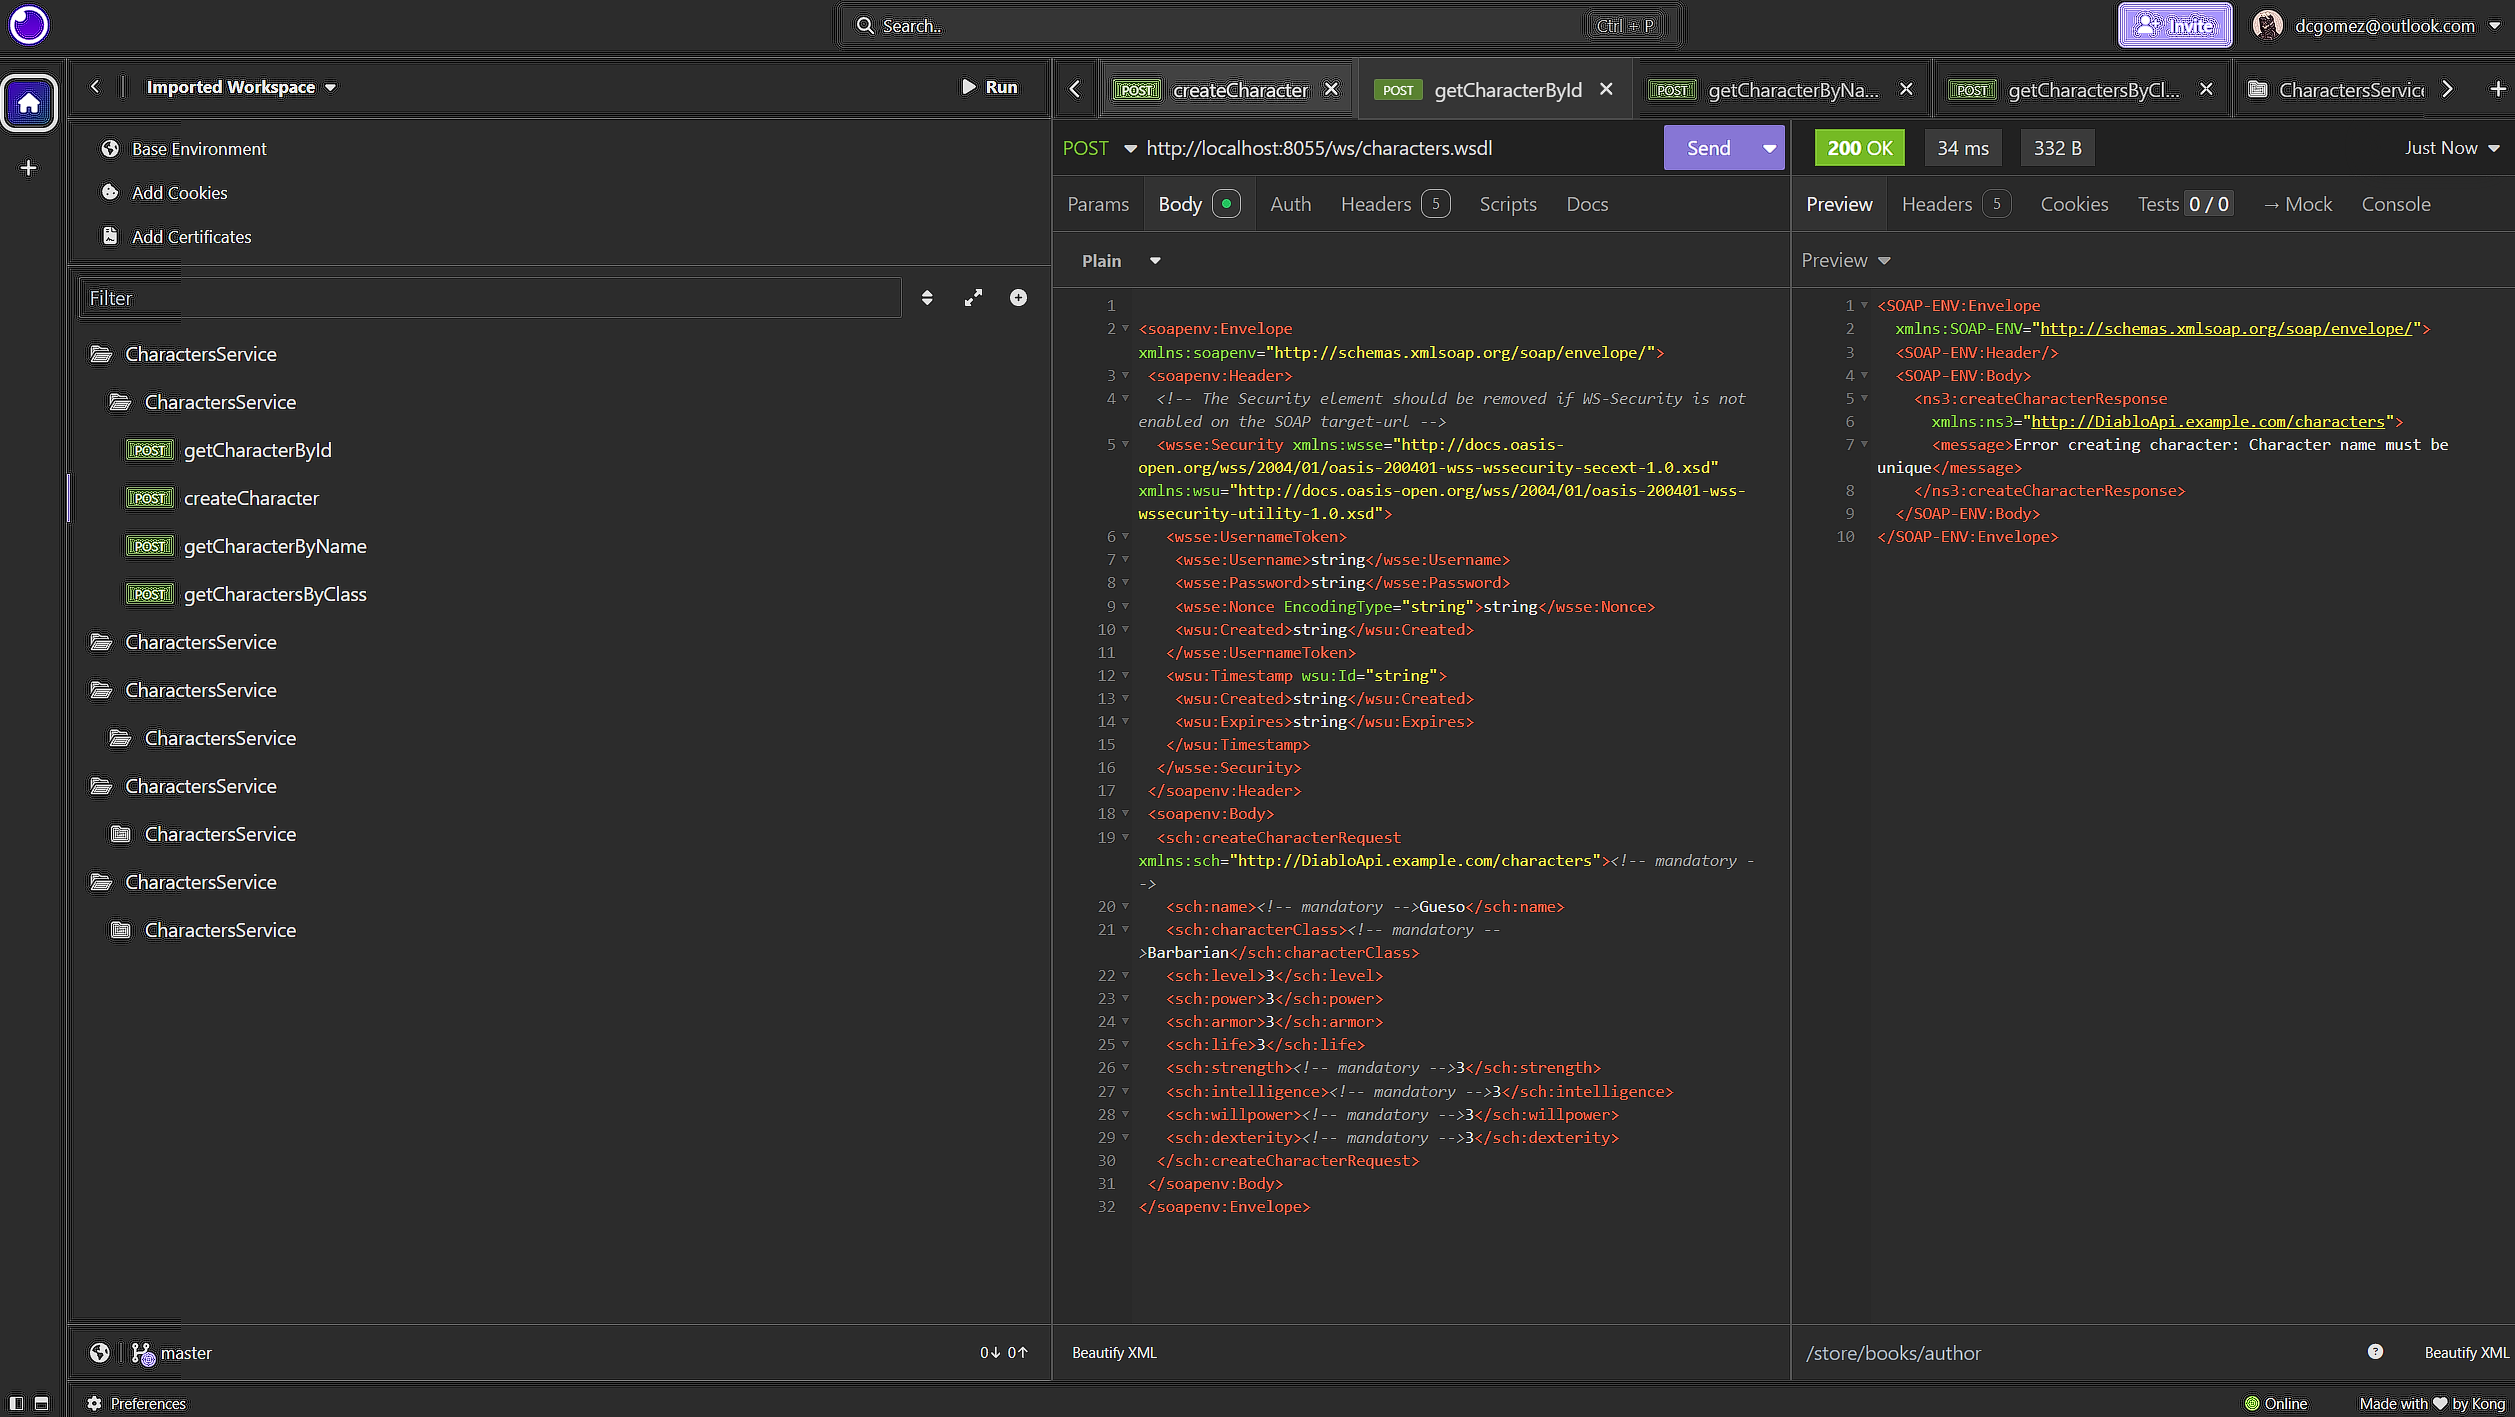 Search..
Ctrl + P
Invite
dcgomez@outlook.com
Imported Workspace
Run
POST createCharacter
POST getCharacterById
POST getCharacterByNa...
POST getCharactersByCl...
CharactersService
Base Environment
Add Cookies
Add Certificates
Filter
CharactersService
CharactersService
POST getCharacterById
POST createCharacter
POST getCharacterByName
POST getCharactersByClass
CharactersService
CharactersService
CharactersService
CharactersService
CharactersService
CharactersService
CharactersService
master
0↓ 0↑
Preferences
POST http://localhost:8055/ws/characters.wsdl
Send
Params Body Auth Headers 5 Scripts Docs
Plain
1
2 <soapenv:Envelope
xmlns:soapenv="http://schemas.xmlsoap.org/soap/envelope/">
3 <soapenv:Header>
4 <!-- The Security element should be removed if WS-Security is not
enabled on the SOAP target-url -->
5 <wsse:Security xmlns:wsse="http://docs.oasis-
open.org/wss/2004/01/oasis-200401-wss-wssecurity-secext-1.0.xsd"
xmlns:wsu="http://docs.oasis-open.org/wss/2004/01/oasis-200401-wss-
wssecurity-utility-1.0.xsd">
6 <wsse:UsernameToken>
7 <wsse:Username>string</wsse:Username>
8 <wsse:Password>string</wsse:Password>
9 <wsse:Nonce EncodingType="string">string</wsse:Nonce>
10 <wsu:Created>string</wsu:Created>
11 </wsse:UsernameToken>
12 <wsu:Timestamp wsu:Id="string">
13 <wsu:Created>string</wsu:Created>
14 <wsu:Expires>string</wsu:Expires>
15 </wsu:Timestamp>
16 </wsse:Security>
17 </soapenv:Header>
18 <soapenv:Body>
19 <sch:createCharacterRequest
xmlns:sch="http://DiabloApi.example.com/characters"><!-- mandatory -
->
20 <sch:name><!-- mandatory -->Gueso</sch:name>
21 <sch:characterClass><!-- mandatory --
>Barbarian</sch:characterClass>
22 <sch:level>3</sch:level>
23 <sch:power>3</sch:power>
24 <sch:armor>3</sch:armor>
25 <sch:life>3</sch:life>
26 <sch:strength><!-- mandatory -->3</sch:strength>
27 <sch:intelligence><!-- mandatory -->3</sch:intelligence>
28 <sch:willpower><!-- mandatory -->3</sch:willpower>
29 <sch:dexterity><!-- mandatory -->3</sch:dexterity>
30 </sch:createCharacterRequest>
31 </soapenv:Body>
32 </soapenv:Envelope>
Beautify XML
200 OK
34 ms
332 B
Just Now
Preview Headers 5 Cookies Tests 0 / 0 → Mock Console
Preview
1 <SOAP-ENV:Envelope
2 xmlns:SOAP-ENV="http://schemas.xmlsoap.org/soap/envelope/">
3 <SOAP-ENV:Header/>
4 <SOAP-ENV:Body>
5 <ns3:createCharacterResponse
6 xmlns:ns3="http://DiabloApi.example.com/characters">
7 <message>Error creating character: Character name must be
unique</message>
8 </ns3:createCharacterResponse>
9 </SOAP-ENV:Body>
10 </SOAP-ENV:Envelope>
/store/books/author
Beautify XML
Online
Made with ♥ by Kong